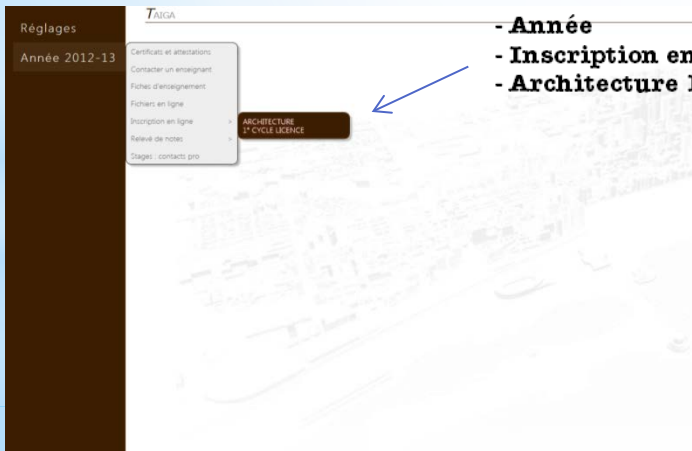 TAIGA
Réglages
Année 2012-13
Certificats et attestations
Contacter un enseignant
Fiches d'enseignement
Fichiers en ligne
Inscription en ligne
Relevé de notes
Stages : contacts pro
ARCHITECTURE
1° CYCLE LICENCE
- Année
- Inscription en
- Architecture